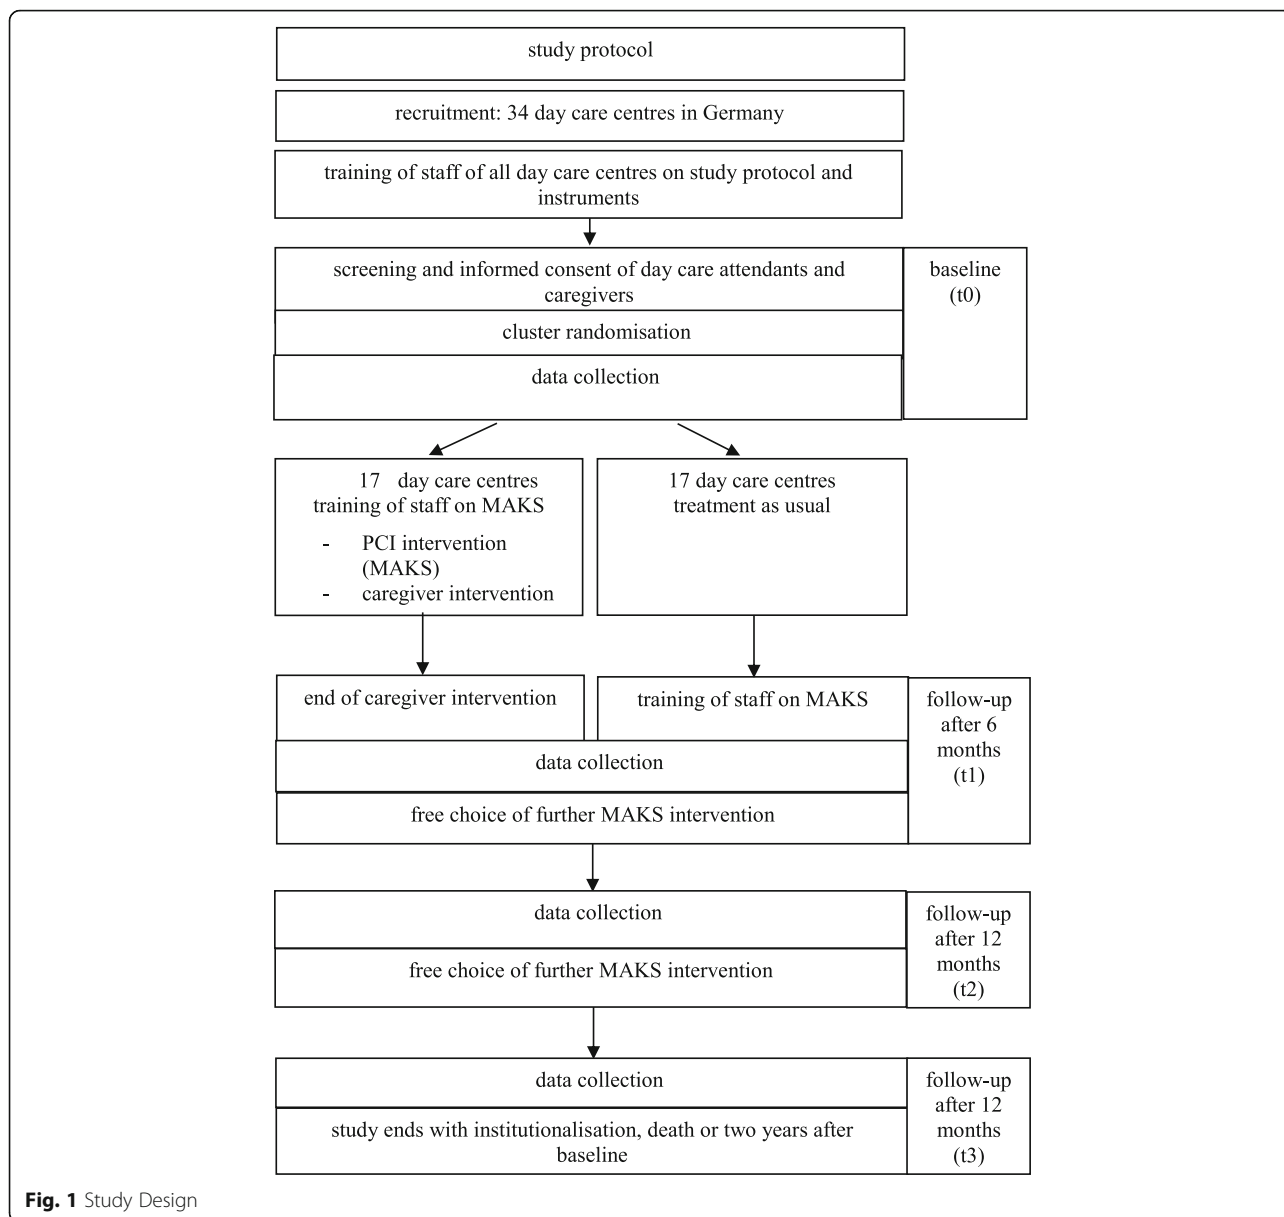 study protocol
recruitment: 34 day care centres in Germany
training of staff of all day care centres on study protocol and
instruments
screening and informed consent of day care attendants and
caregivers
baseline
(t0)
cluster randomisation
data collection
17 day care centres
training of staff on MAKS
- PCI intervention
(MAKS)
- caregiver intervention
17 day care centres
treatment as usual
end of caregiver intervention
training of staff on MAKS
follow-up
after 6
months
(t1)
data collection
free choice of further MAKS intervention
data collection
follow-up
after 12
months
(t2)
free choice of further MAKS intervention
data collection
follow-up
after 12
months
(t3)
study ends with institutionalisation, death or two years after
baseline
Fig. 1 Study Design